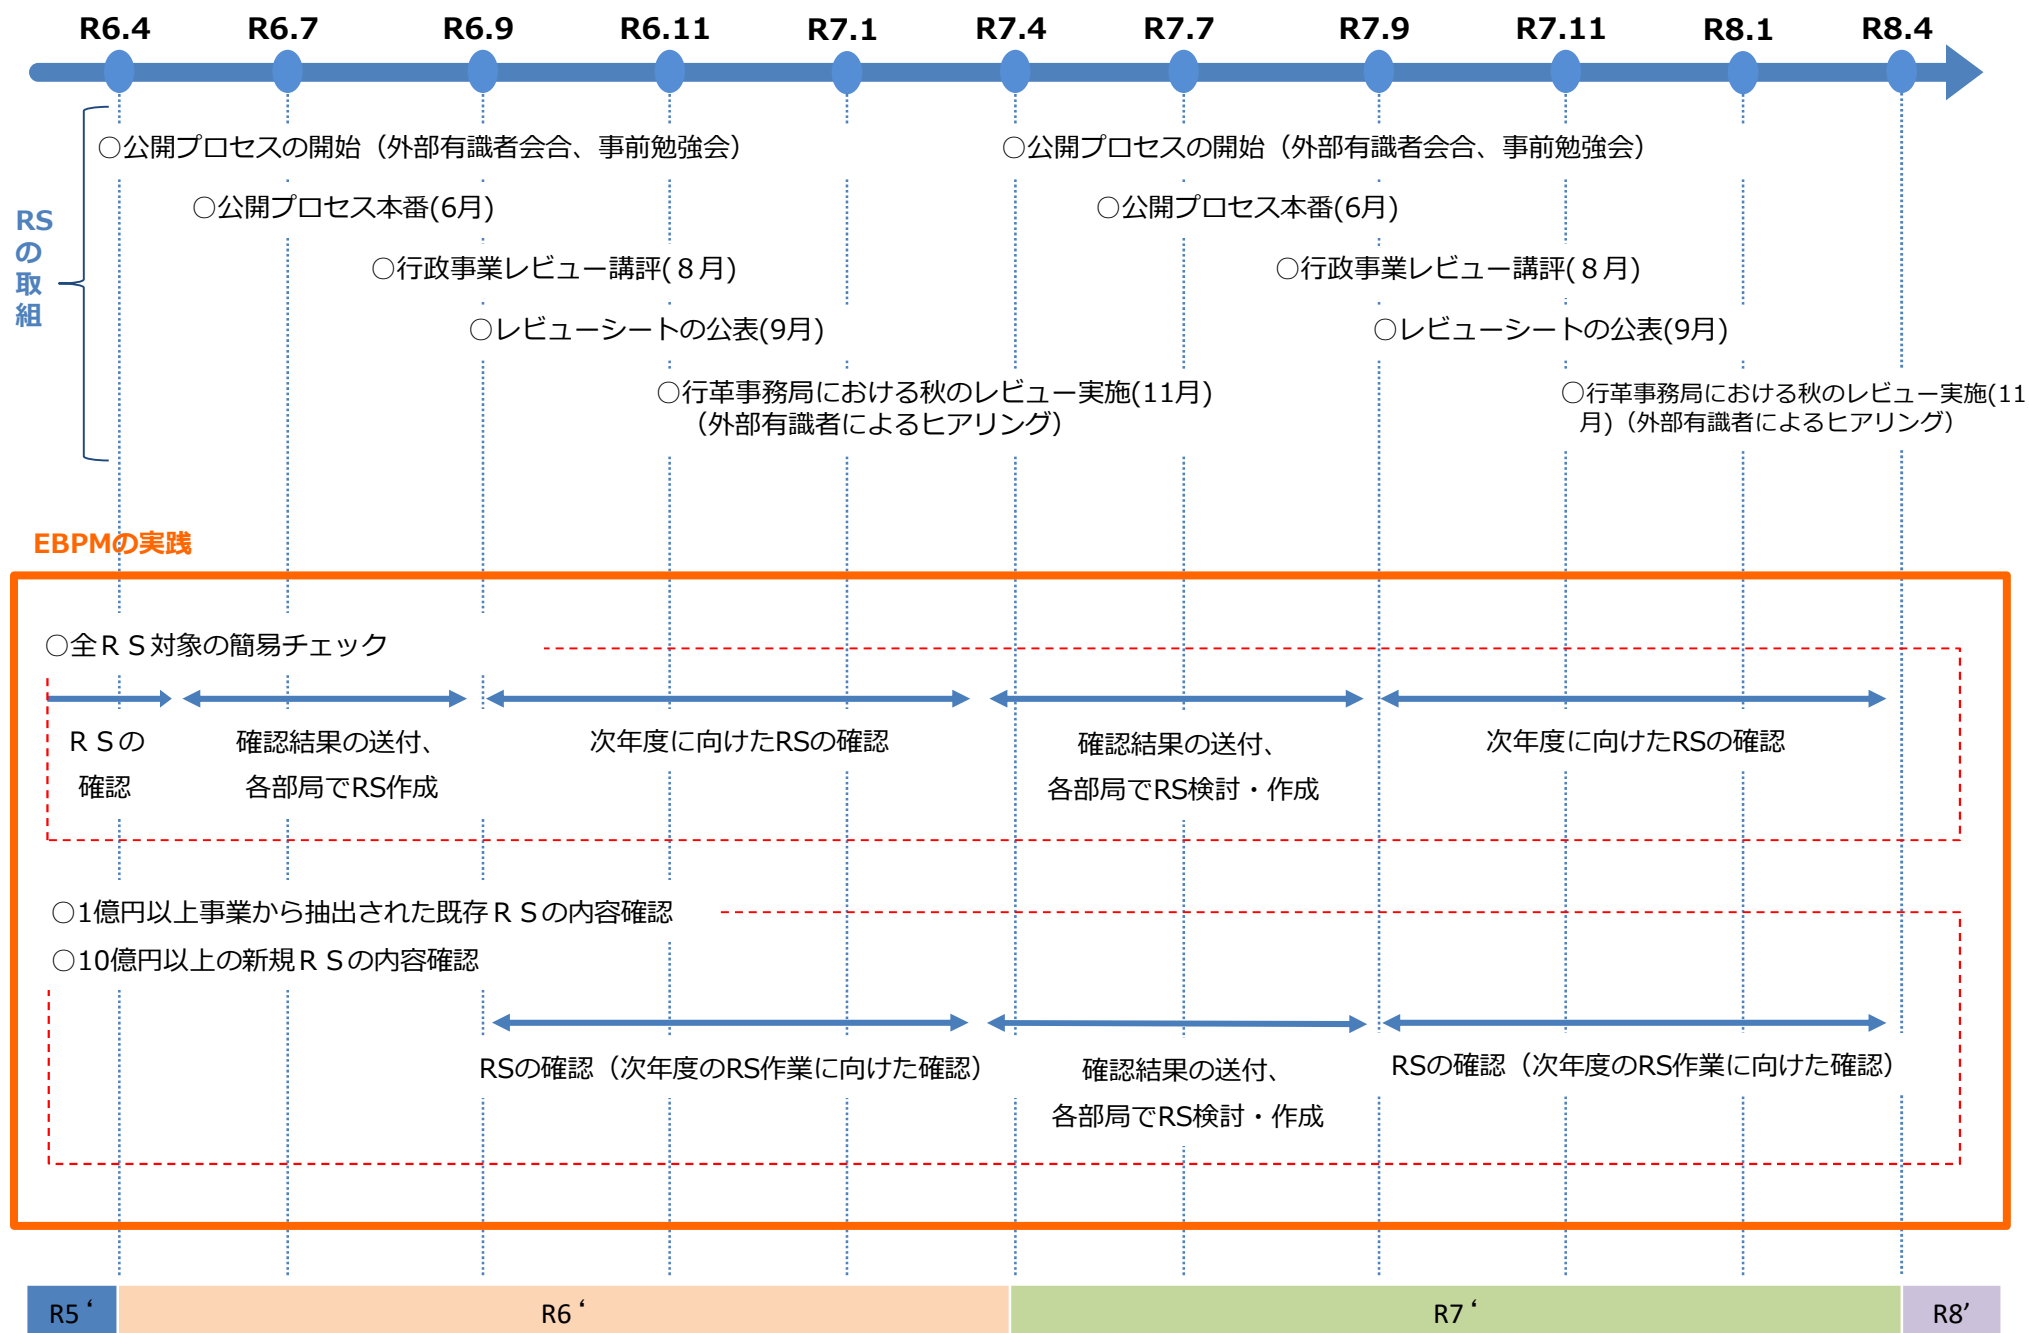 R6.4 R6.7 R6.9 R6.11 R7.1 R7.4 R7.7 R7.9 R7.11 R8.1 R8.4
RS
の
取
組
○公開プロセスの開始（外部有識者会合、事前勉強会）
○公開プロセス本番(6月)
○行政事業レビュー講評(８月)
○レビューシートの公表(9月)
○行革事務局における秋のレビュー実施(11月)
（外部有識者によるヒアリング）
○公開プロセスの開始（外部有識者会合、事前勉強会）
○公開プロセス本番(6月)
○行政事業レビュー講評(８月)
○レビューシートの公表(9月)
○行革事務局における秋のレビュー実施(11
月)（外部有識者によるヒアリング）
EBPMの実践
○全ＲＳ対象の簡易チェック
ＲＳの
確認
確認結果の送付、
各部局でRS作成
次年度に向けたRSの確認
確認結果の送付、
各部局でRS検討・作成
次年度に向けたRSの確認
○1億円以上事業から抽出された既存ＲＳの内容確認
○10億円以上の新規ＲＳの内容確認
RSの確認（次年度のRS作業に向けた確認）
確認結果の送付、
各部局でRS検討・作成
RSの確認（次年度のRS作業に向けた確認）
R5‘ R6‘ R7‘ R8’